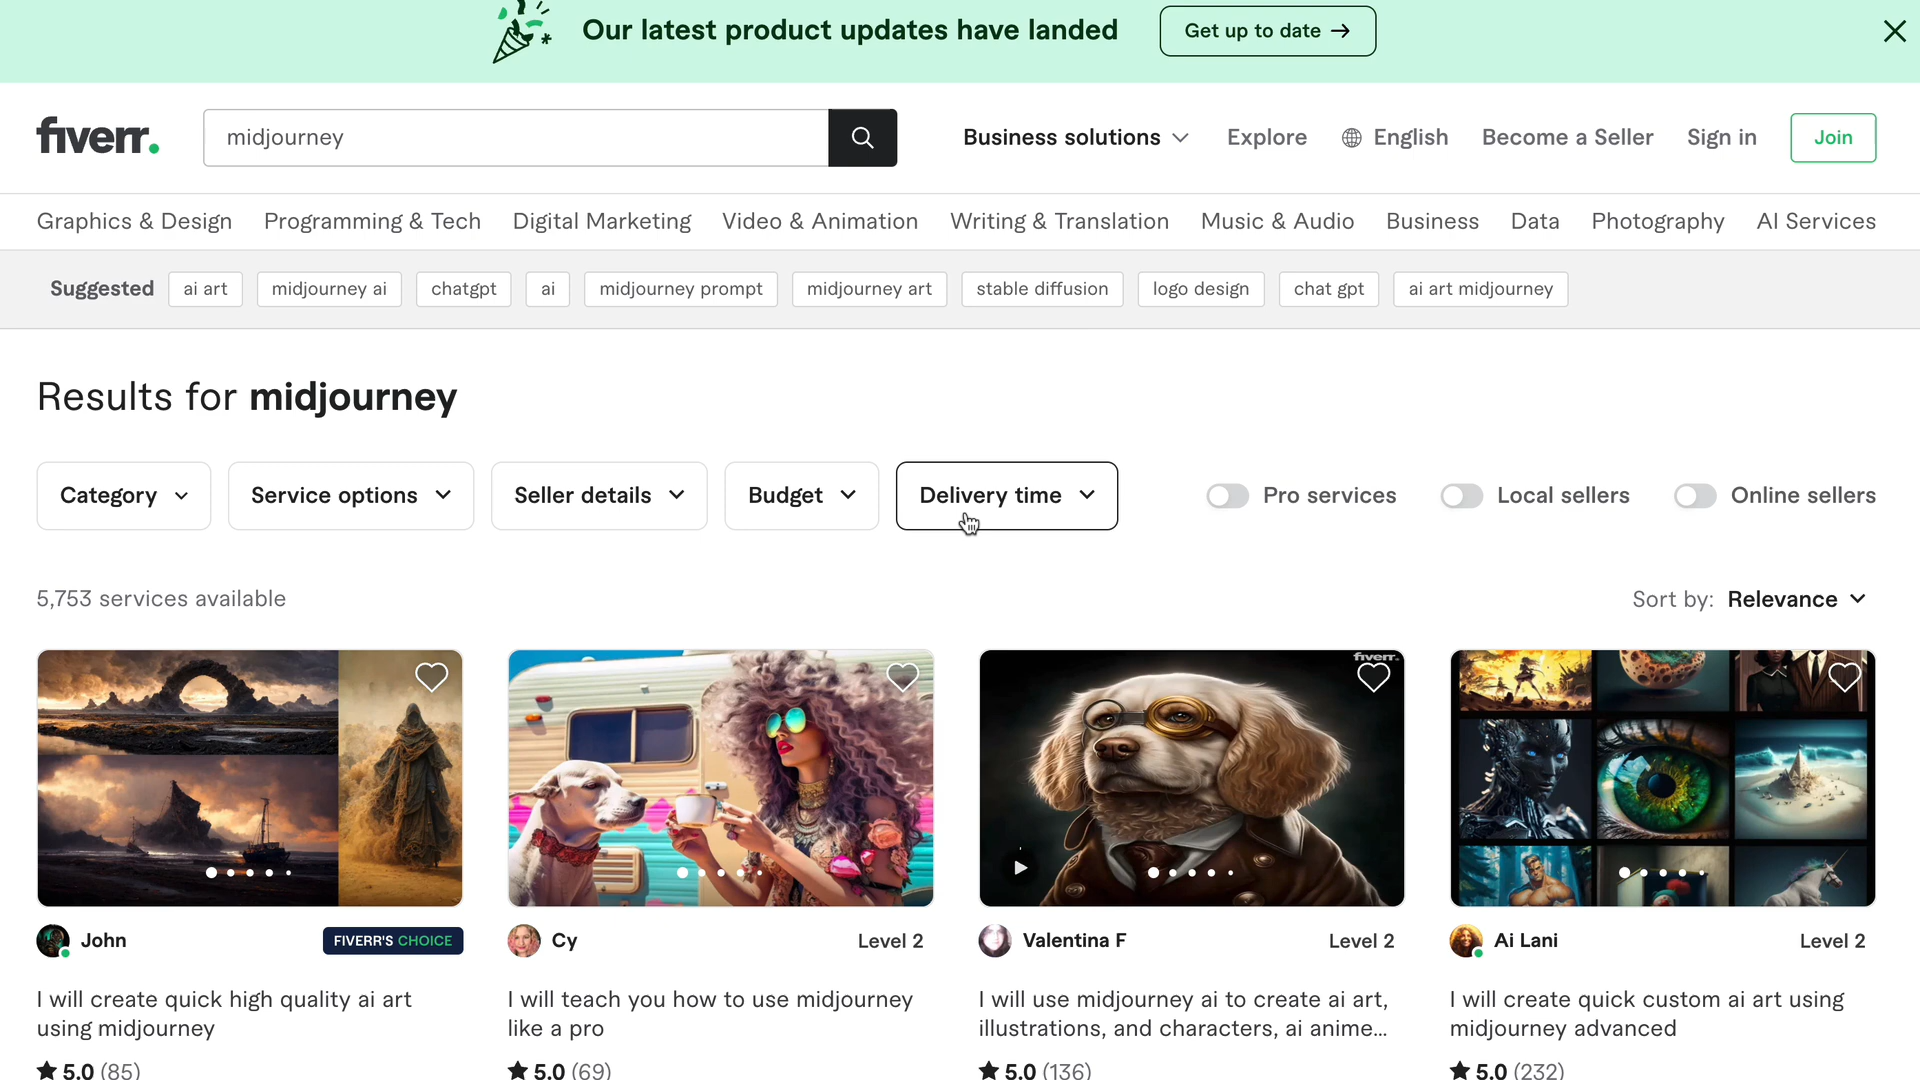 Our latest product updates have landed
Get up to date →
fiverr.
midjourney
Business solutions
Explore
English
Become a Seller
Sign in
Join
Graphics & Design
Programming & Tech
Digital Marketing
Video & Animation
Writing & Translation
Music & Audio
Business
Data
Photography
AI Services
Suggested
ai art
midjourney ai
chatgpt
ai
midjourney prompt
midjourney art
stable diffusion
logo design
chat gpt
ai art midjourney
Results for midjourney
Category
Service options
Seller details
Budget
Delivery time
Pro services
Local sellers
Online sellers
5,753 services available
Sort by: Relevance
fiverr.
John
FIVERR'S CHOICE
I will create quick high quality ai art
using midjourney
★ 5.0 (85)
Cy
Level 2
I will teach you how to use midjourney
like a pro
★ 5.0 (69)
Valentina F
Level 2
I will use midjourney ai to create ai art,
illustrations, and characters, ai anime...
★ 5.0 (136)
Ai Lani
Level 2
I will create quick custom ai art using
midjourney advanced
★ 5.0 (232)